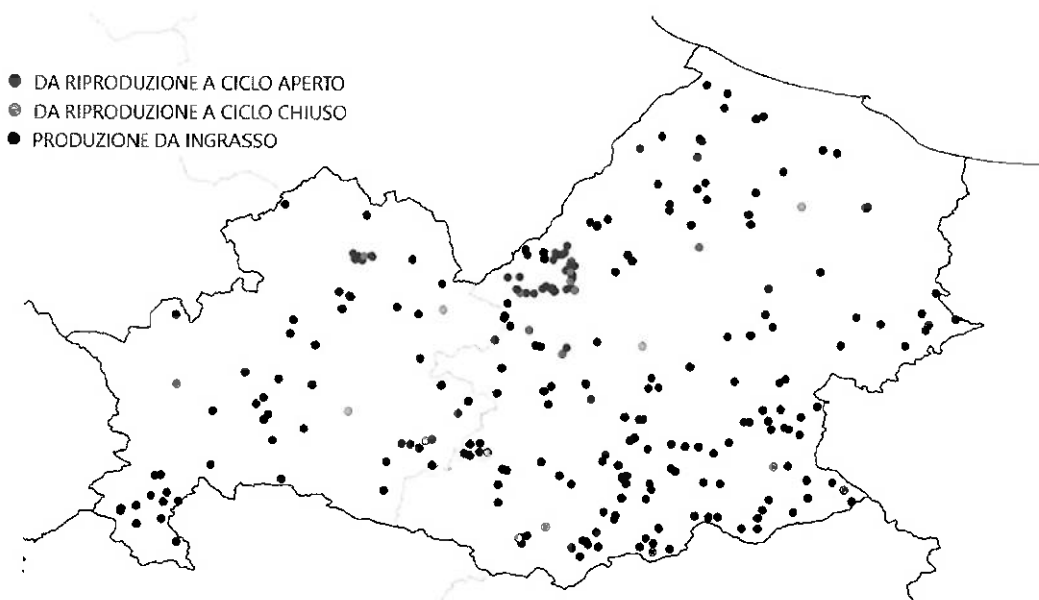 DA RIPRODUZIONE A CICLO APERTO
DA RIPRODUZIONE A CICLO CHIUSO
PRODUZIONE DA INGRASSO